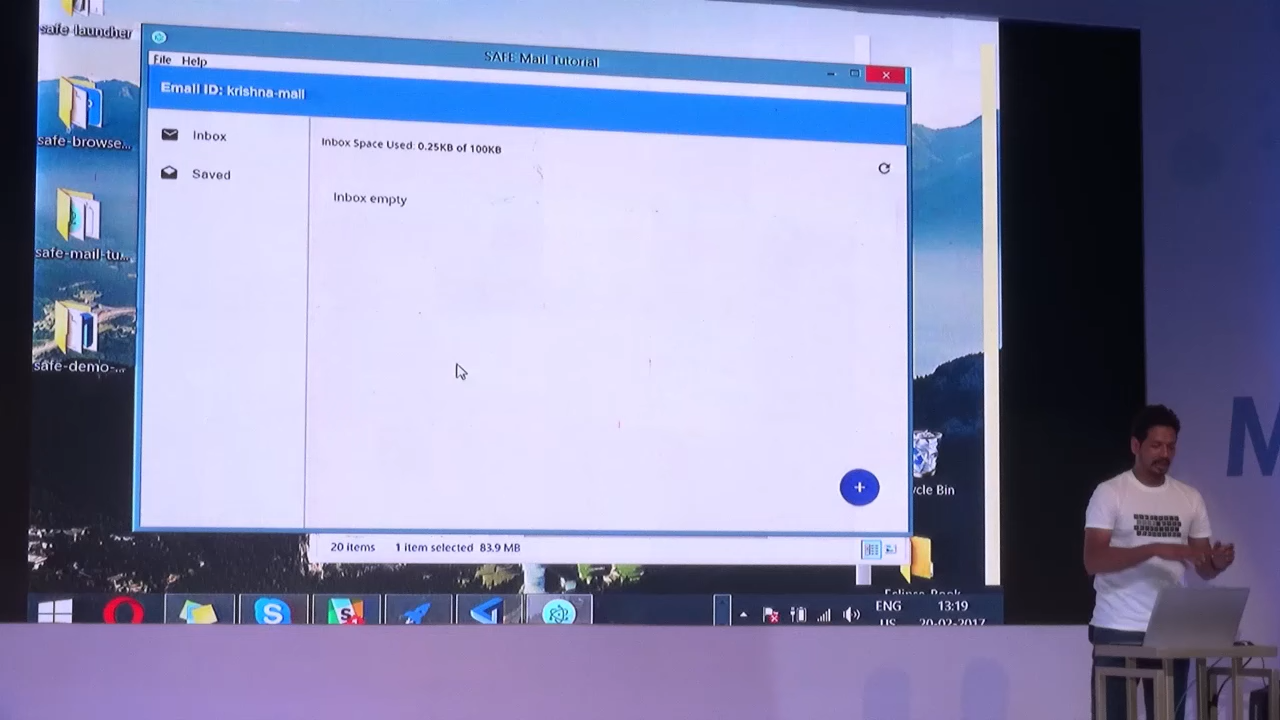 safe-launcher
SAFE Mail Tutorial
File Help
Email ID: krishna-mail
Inbox
Inbox Space Used: 0.25KB of 100KB
safe-browse...
Saved
Inbox empty
safe-mail-tu...
safe-demo-...
cycle Bin
M
20 items 1 item selected 83.9 MB
ENG 13:19
US 20-02-2017